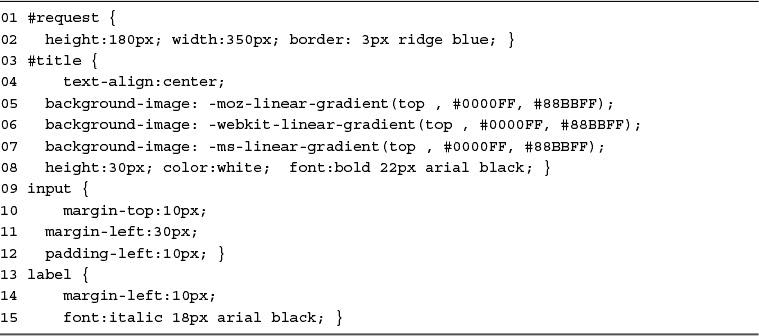 01 #request {
02 height:180px; width:350px; border: 3px ridge blue; }
03 #title {
04 text-align:center;
05 background-image: -moz-linear-gradient(top , #0000FF, #88BBFF);
06 background-image: -webkit-linear-gradient(top , #0000FF, #88BBFF);
07 background-image: -ms-linear-gradient(top , #0000FF, #88BBFF);
08 height:30px; color:white; font:bold 22px arial black; }
09 input {
10 margin-top:10px;
11 margin-left:30px;
12 padding-left:10px; }
13 label {
14 margin-left:10px;
15 font:italic 18px arial black; }